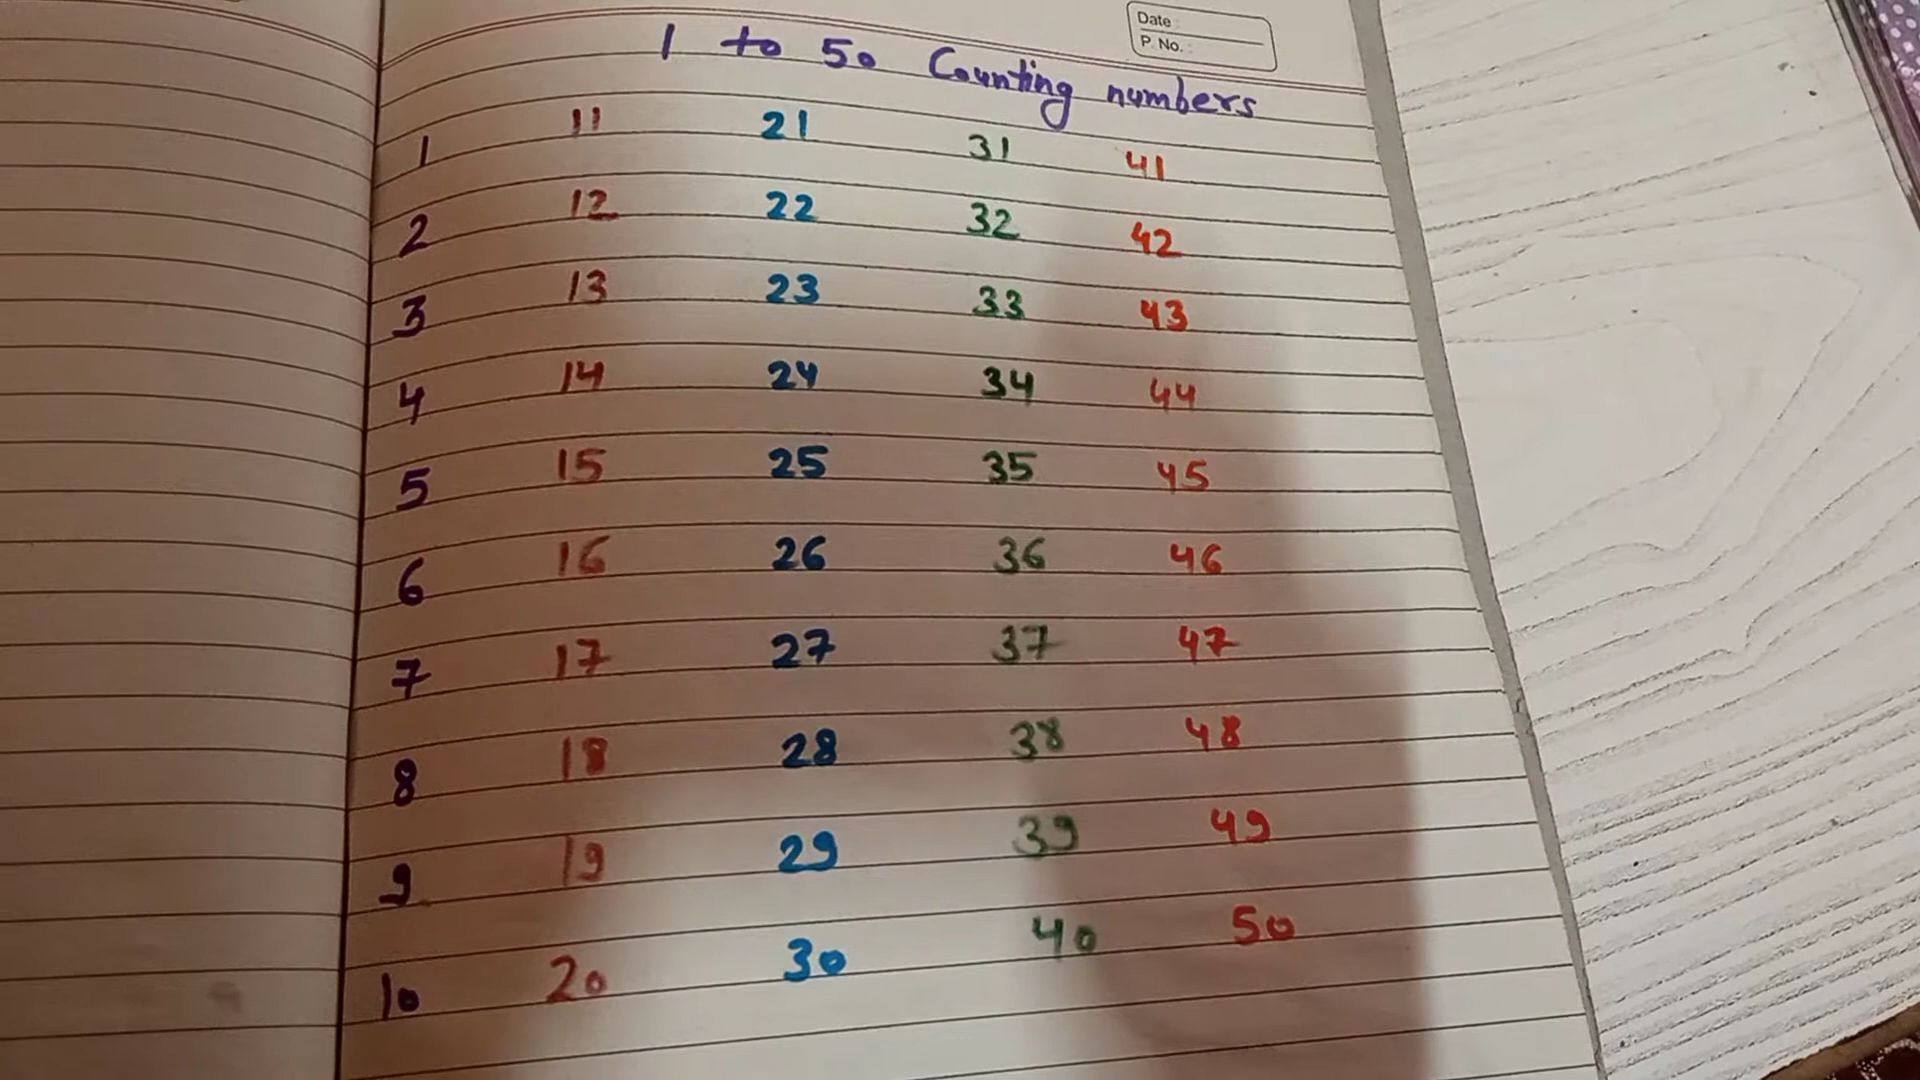 Date :
P. No. :
1 to 50 Counting numbers
1 11 21 31 41
2 12 22 32 42
3 13 23 33 43
4 14 24 34 44
5 15 25 35 45
6 16 26 36 46
7 17 27 37 47
8 18 28 38 48
9 19 29 39 49
10 20 30 40 50